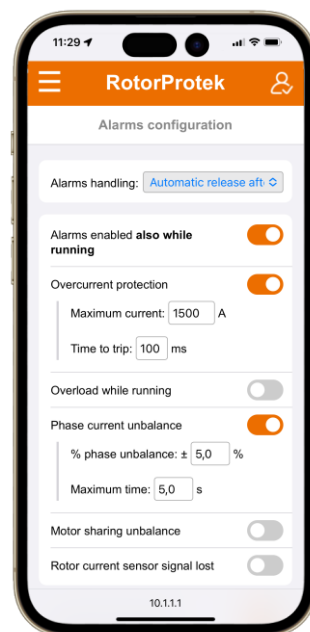 11:29
RotorProtek
Alarms configuration
Alarms handling: Automatic release aft
Alarms enabled also while
running
Overcurrent protection
Maximum current: 1500 A
Time to trip: 100 ms
Overload while running
Phase current unbalance
% phase unbalance: ± 5,0 %
Maximum time: 5,0 s
Motor sharing unbalance
Rotor current sensor signal lost
10.1.1.1